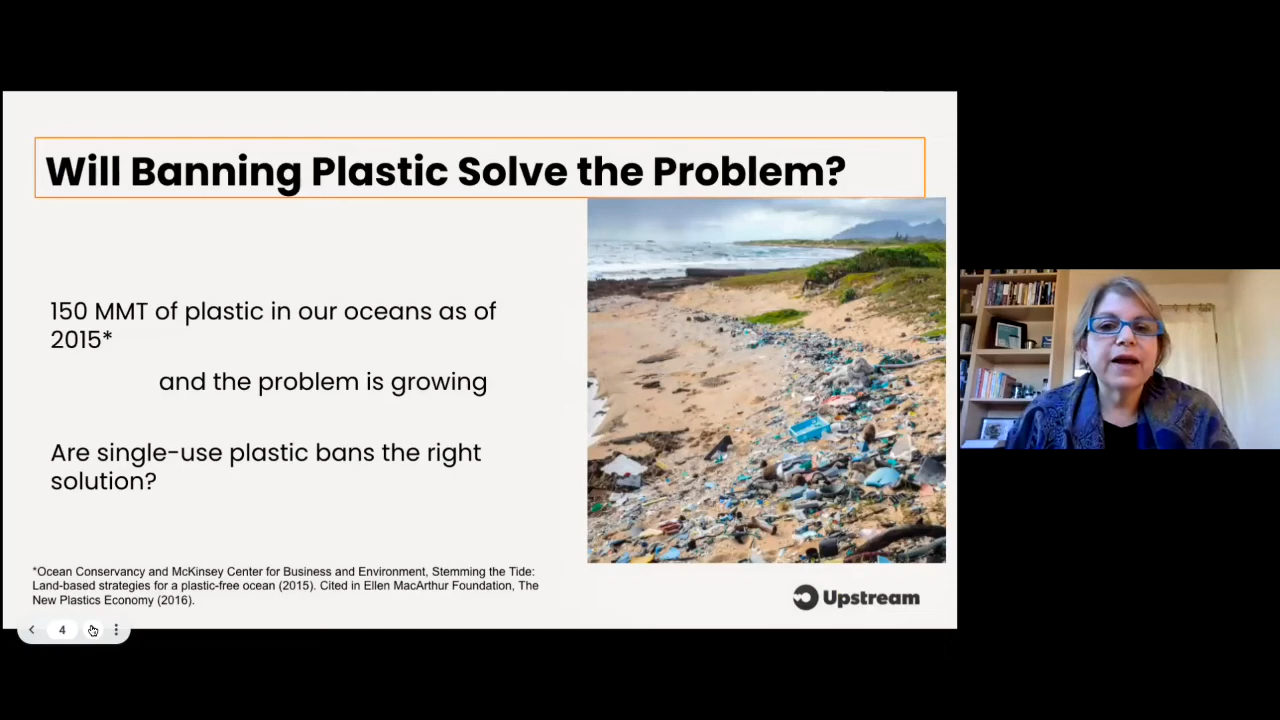 Will Banning Plastic Solve the Problem?
150 MMT of plastic in our oceans as of
2015*
and the problem is growing
Are single-use plastic bans the right
solution?
*Ocean Conservancy and McKinsey Center for Business and Environment, Stemming the Tide:
Land-based strategies for a plastic-free ocean (2015). Cited in Ellen MacArthur Foundation, The
New Plastics Economy (2016).
Upstream
4